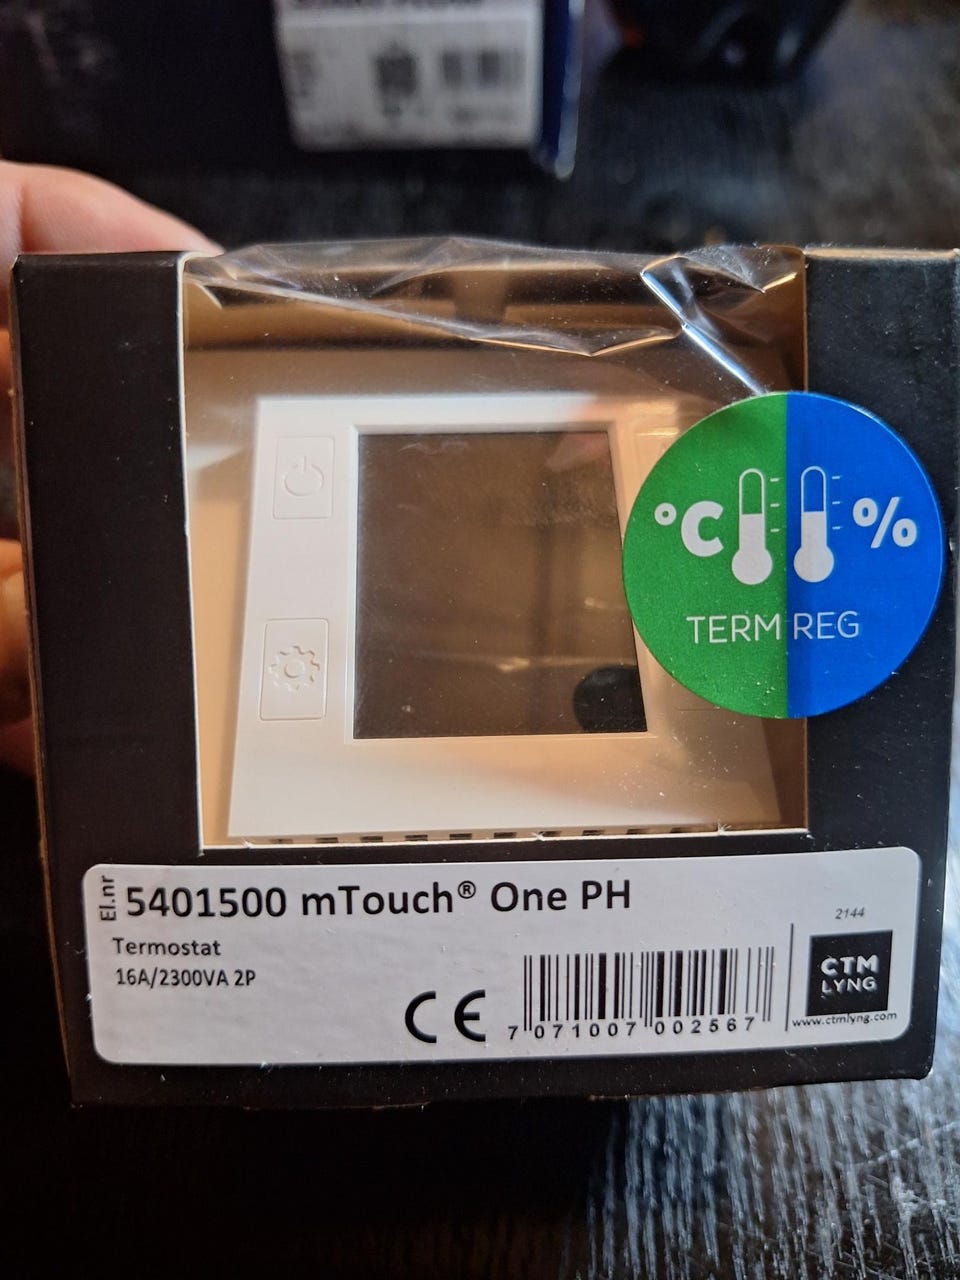 °C %
TERM REG
El.nr 5401500 mTouch® One PH
Termostat
16A/2300VA 2P
7 071007 002567
2144
CTM
LYNG
www.ctmlyng.com
CE